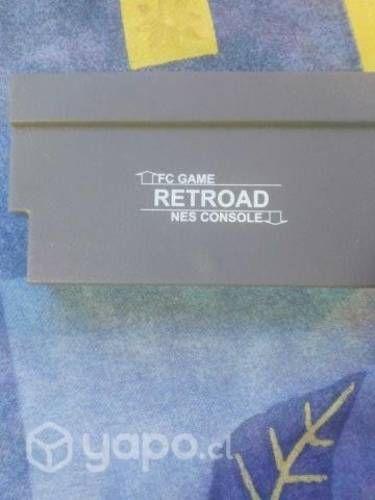 FC GAME
RETROAD
NES CONSOLE
yapo.cl